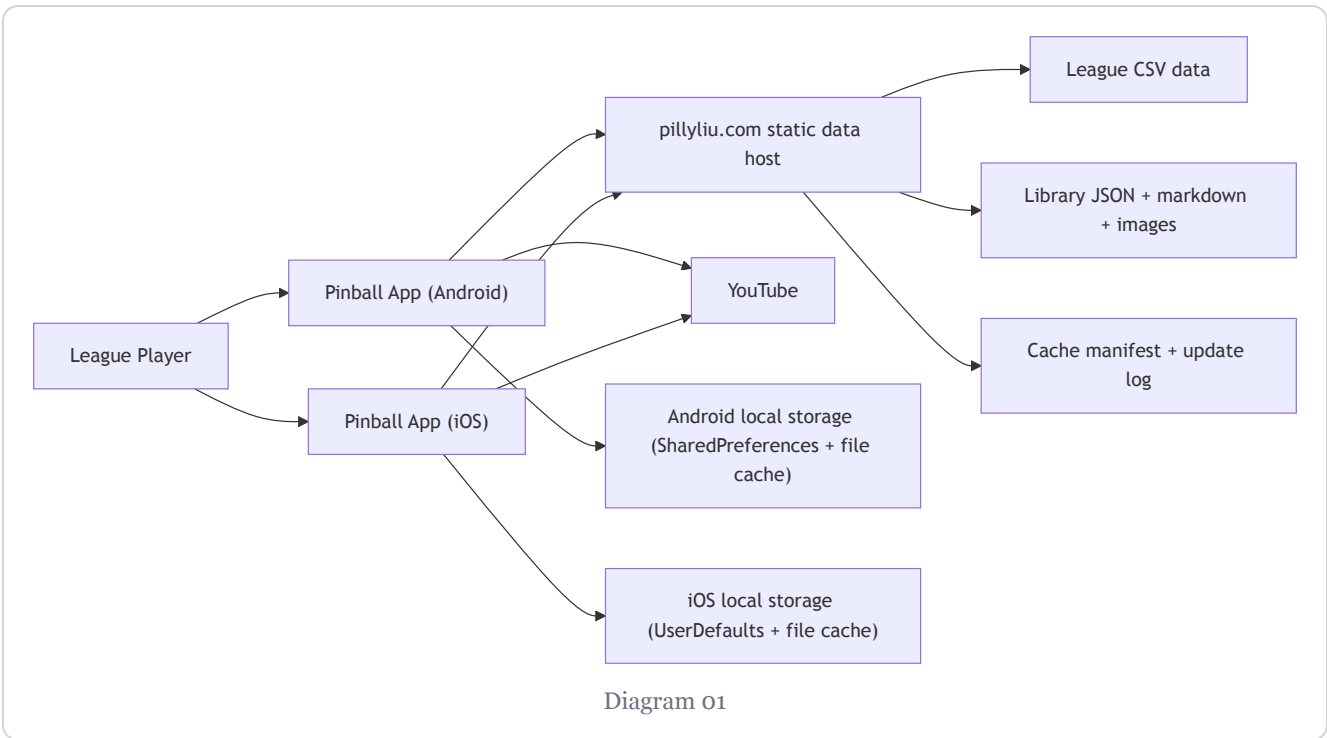 League Player
Pinball App (Android)
Pinball App (iOS)
pillyliu.com static data
host
YouTube
Android local storage
(SharedPreferences + file
cache)
iOS local storage
(UserDefaults + file cache)
League CSV data
Library JSON + markdown
+ images
Cache manifest + update
log
Diagram 01